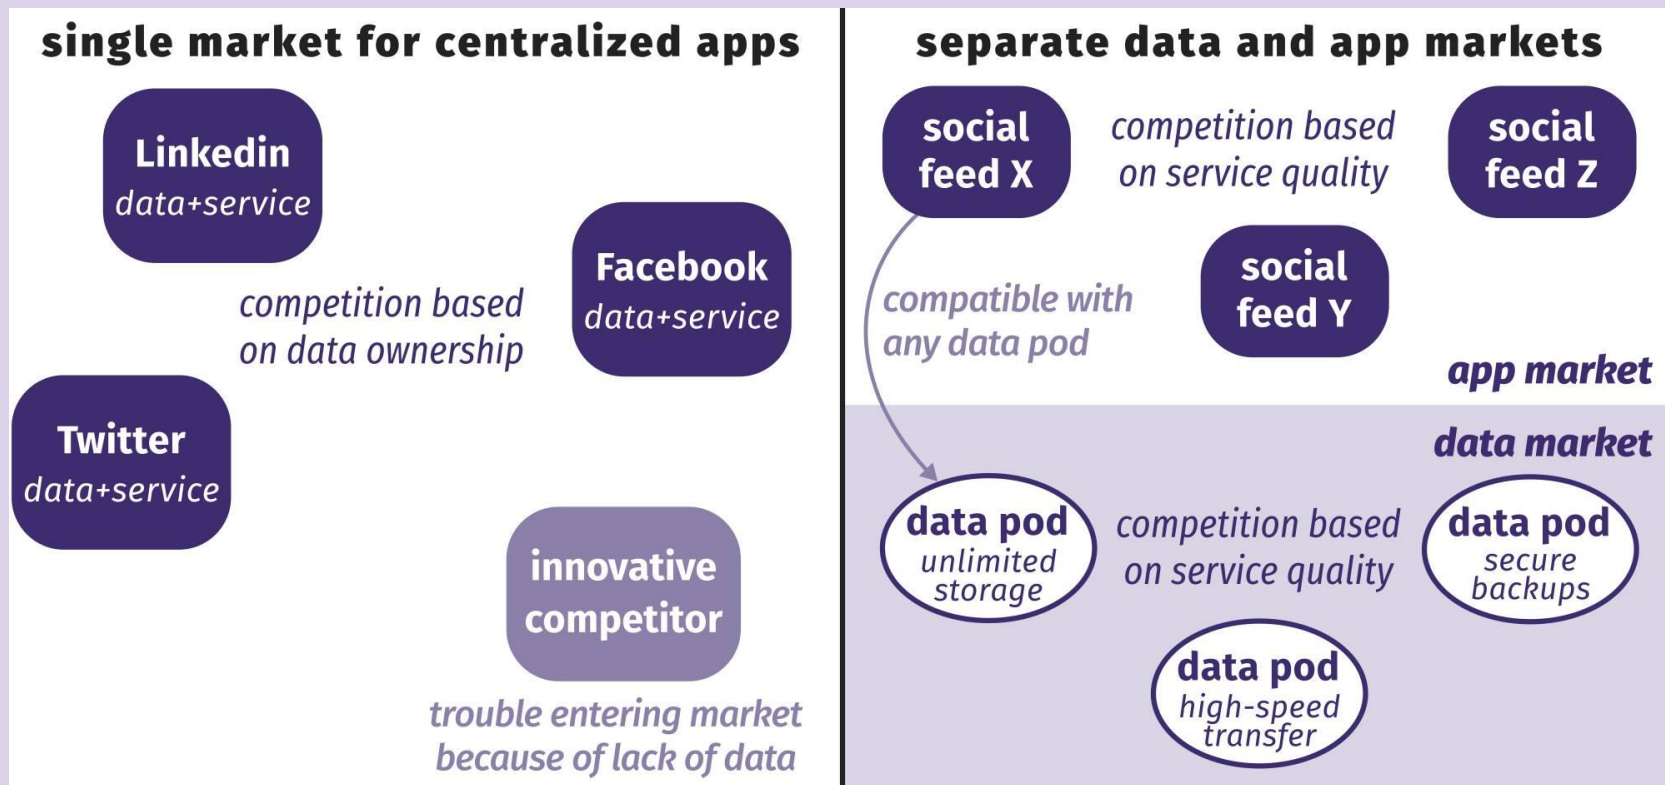 single market for centralized apps
Linkedin
data+service
Facebook
data+service
competition based
on data ownership
Twitter
data+service
innovative
competitor
trouble entering market
because of lack of data
separate data and app markets
social
feed X
competition based
on service quality
social
feed Z
social
feed Y
compatible with
any data pod
app market
data market
data pod
unlimited
storage
competition based
on service quality
data pod
secure
backups
data pod
high-speed
transfer